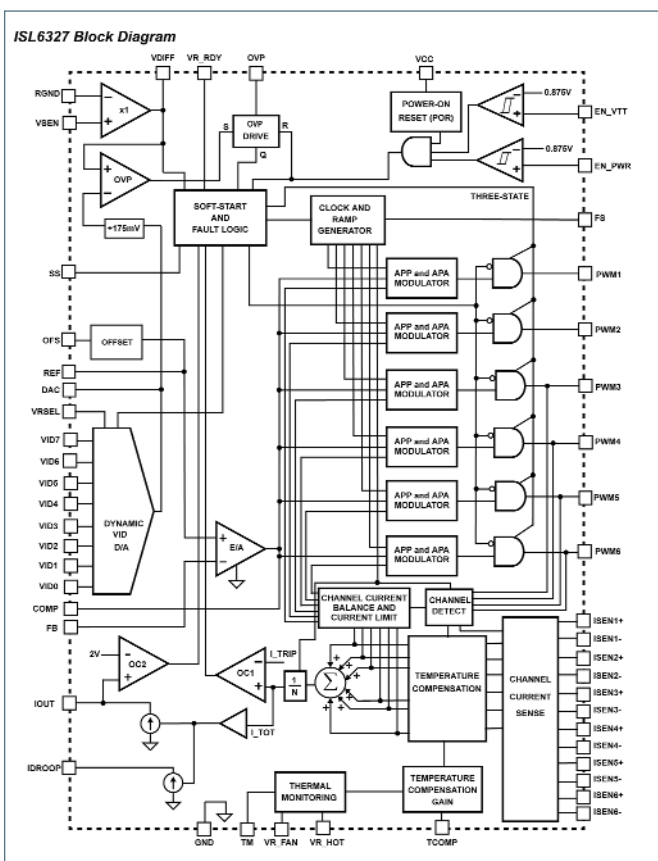 ISL6327 Block Diagram
VDIFF
VR_RDY
OVP
VCC
RGND
VSEN
−
+
x1
POWER-ON
RESET (POR)
−
+
0.875V
EN_VTT
−
+
0.875V
EN_PWR
S
OVP
DRIVE
R
Q
+
−
OVP
+175mV
SOFT-START
AND
FAULT LOGIC
CLOCK AND
RAMP
GENERATOR
THREE-STATE
FS
SS
APP and APA
MODULATOR
PWM1
OFS
OFFSET
APP and APA
MODULATOR
PWM2
REF
DAC
APP and APA
MODULATOR
PWM3
VRSEL
VID7
VID6
VID5
VID4
VID3
VID2
VID1
VID0
DYNAMIC
VID
D/A
APP and APA
MODULATOR
PWM4
APP and APA
MODULATOR
PWM5
+
−
E/A
APP and APA
MODULATOR
PWM6
COMP
FB
CHANNEL CURRENT
BALANCE AND
CURRENT LIMIT
CHANNEL
DETECT
2V
−
+
OC2
−
+
OC1
I_TRIP
1
N
Σ
+
+
+
+
+
+
TEMPERATURE
COMPENSATION
CHANNEL
CURRENT
SENSE
ISEN1+
ISEN1-
ISEN2+
ISEN2-
ISEN3+
ISEN3-
ISEN4+
ISEN4-
ISEN5+
ISEN5-
ISEN6+
ISEN6-
IOUT
I_TOT
IDROOP
THERMAL
MONITORING
TEMPERATURE
COMPENSATION
GAIN
GND
TM
VR_FAN
VR_HOT
TCOMP